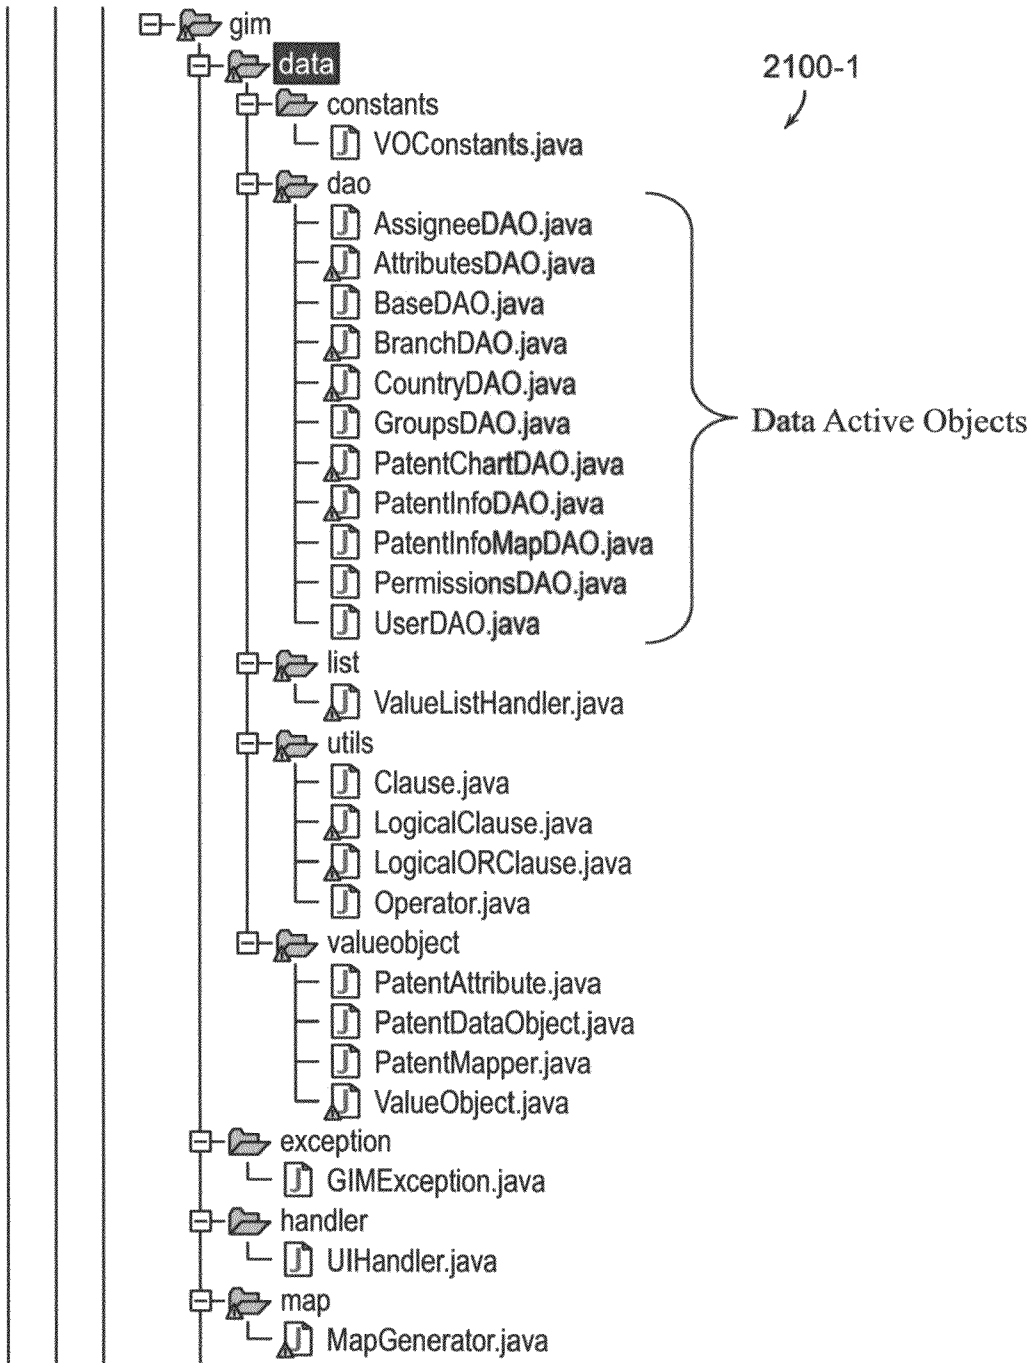 gim
data
2100-1
constants
VOConstants.java
dao
AssigneeDAO.java
AttributesDAO.java
BaseDAO.java
BranchDAO.java
CountryDAO.java
GroupsDAO.java
Data Active Objects
PatentChartDAO.java
PatentInfoDAO.java
PatentInfoMapDAO.java
PermissionsDAO.java
UserDAO.java
list
ValueListHandler.java
utils
Clause.java
LogicalClause.java
LogicalORClause.java
Operator.java
valueobject
PatentAttribute.java
PatentDataObject.java
PatentMapper.java
ValueObject.java
exception
GIMException.java
handler
UIHandler.java
map
MapGenerator.java